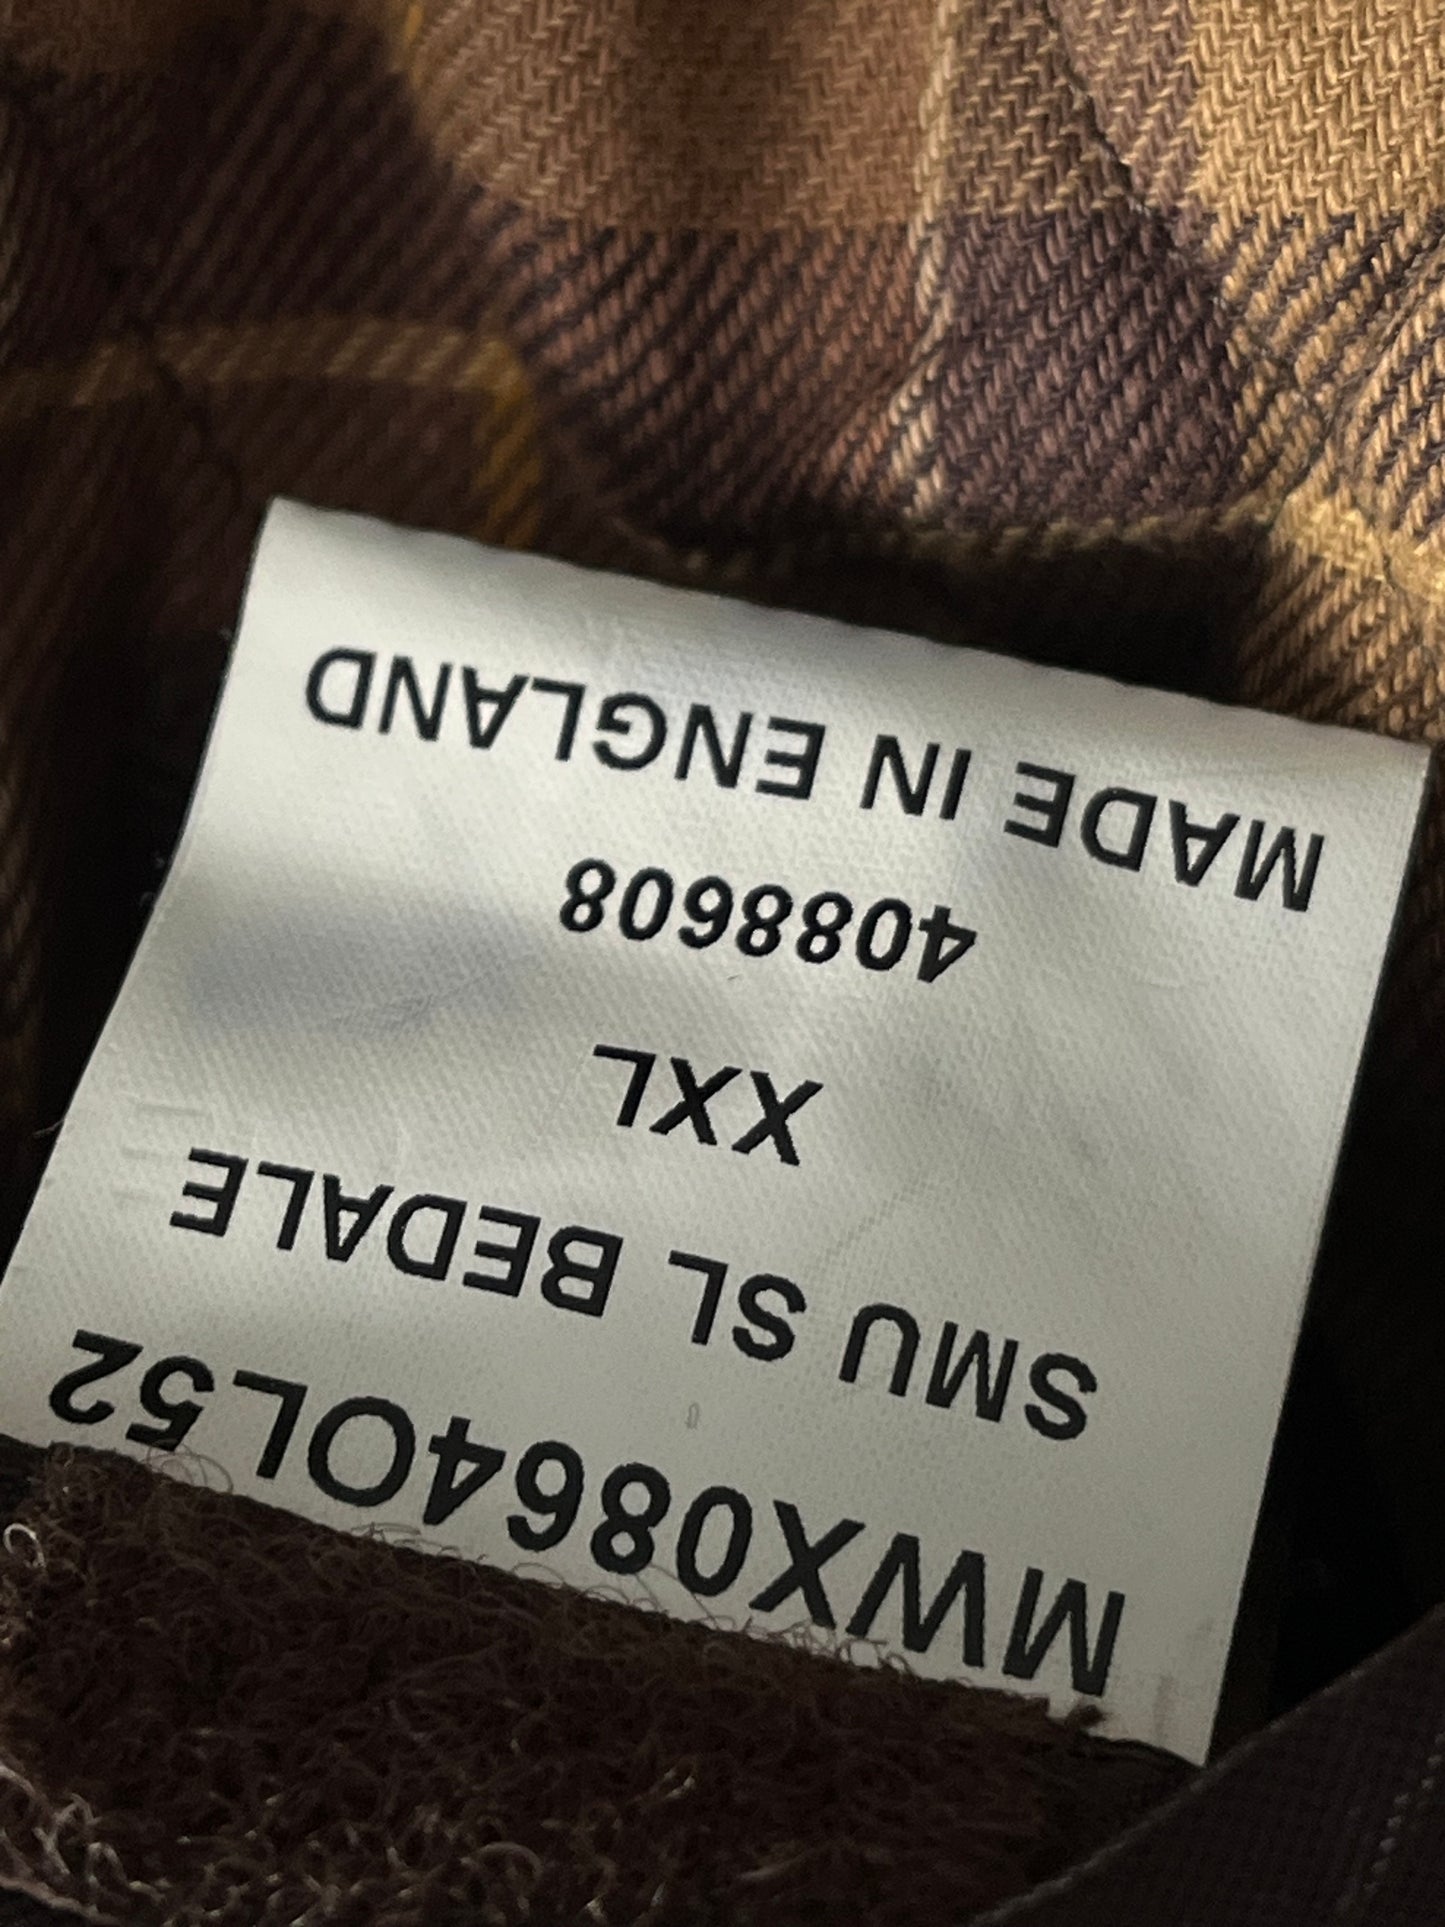 MWX0864OL52
SMU SL BEDALE
XXL
4088608
MADE IN ENGLAND